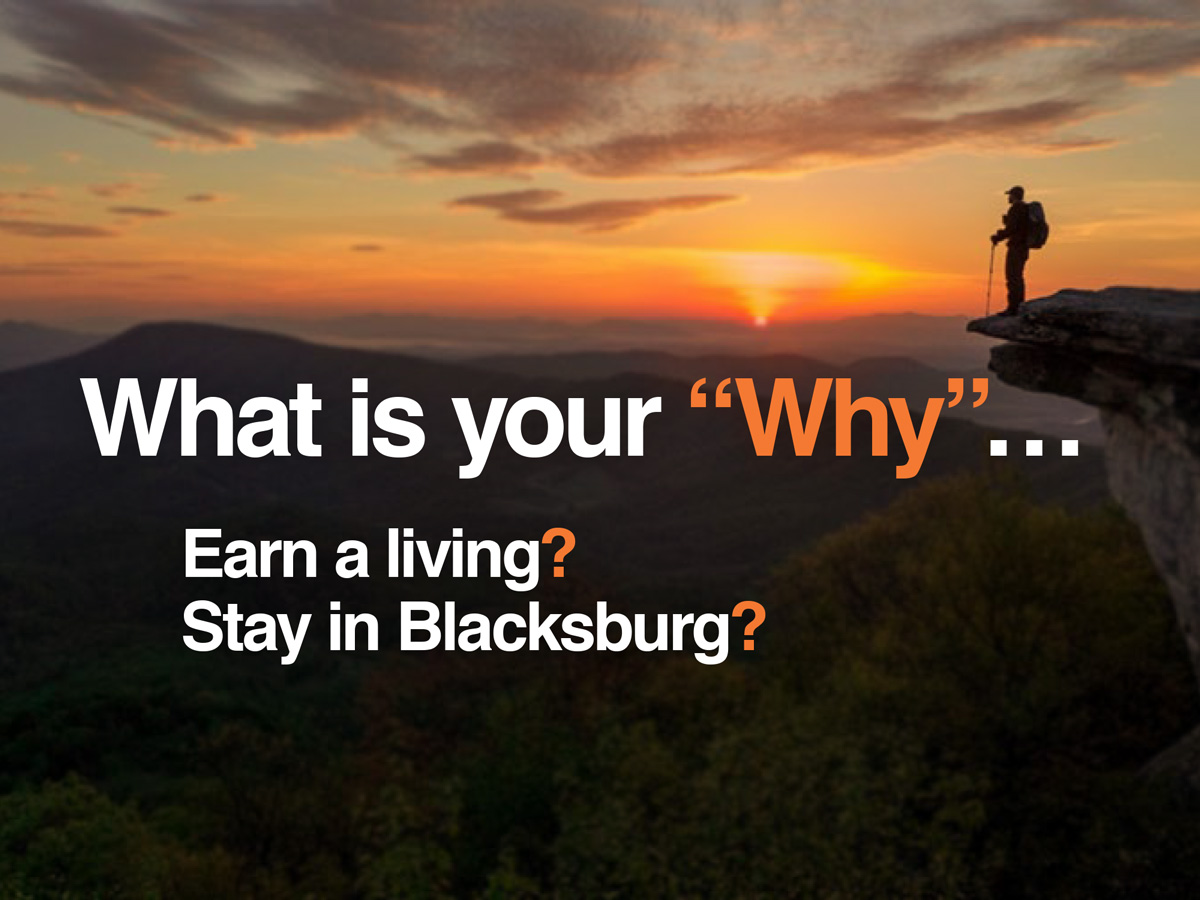 What is your “Why”...
Earn a living?
Stay in Blacksburg?